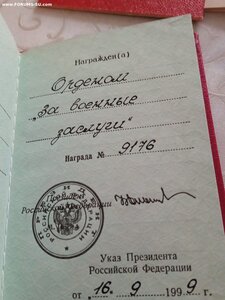 © www.FORUMS-SU.com
Награжден(а)
Орденом
„За военные
заслуги"
Награда № 9176
Президент
Российской Федерации
Указ Президента
Российской Федерации
от 16. 9 1999 г.